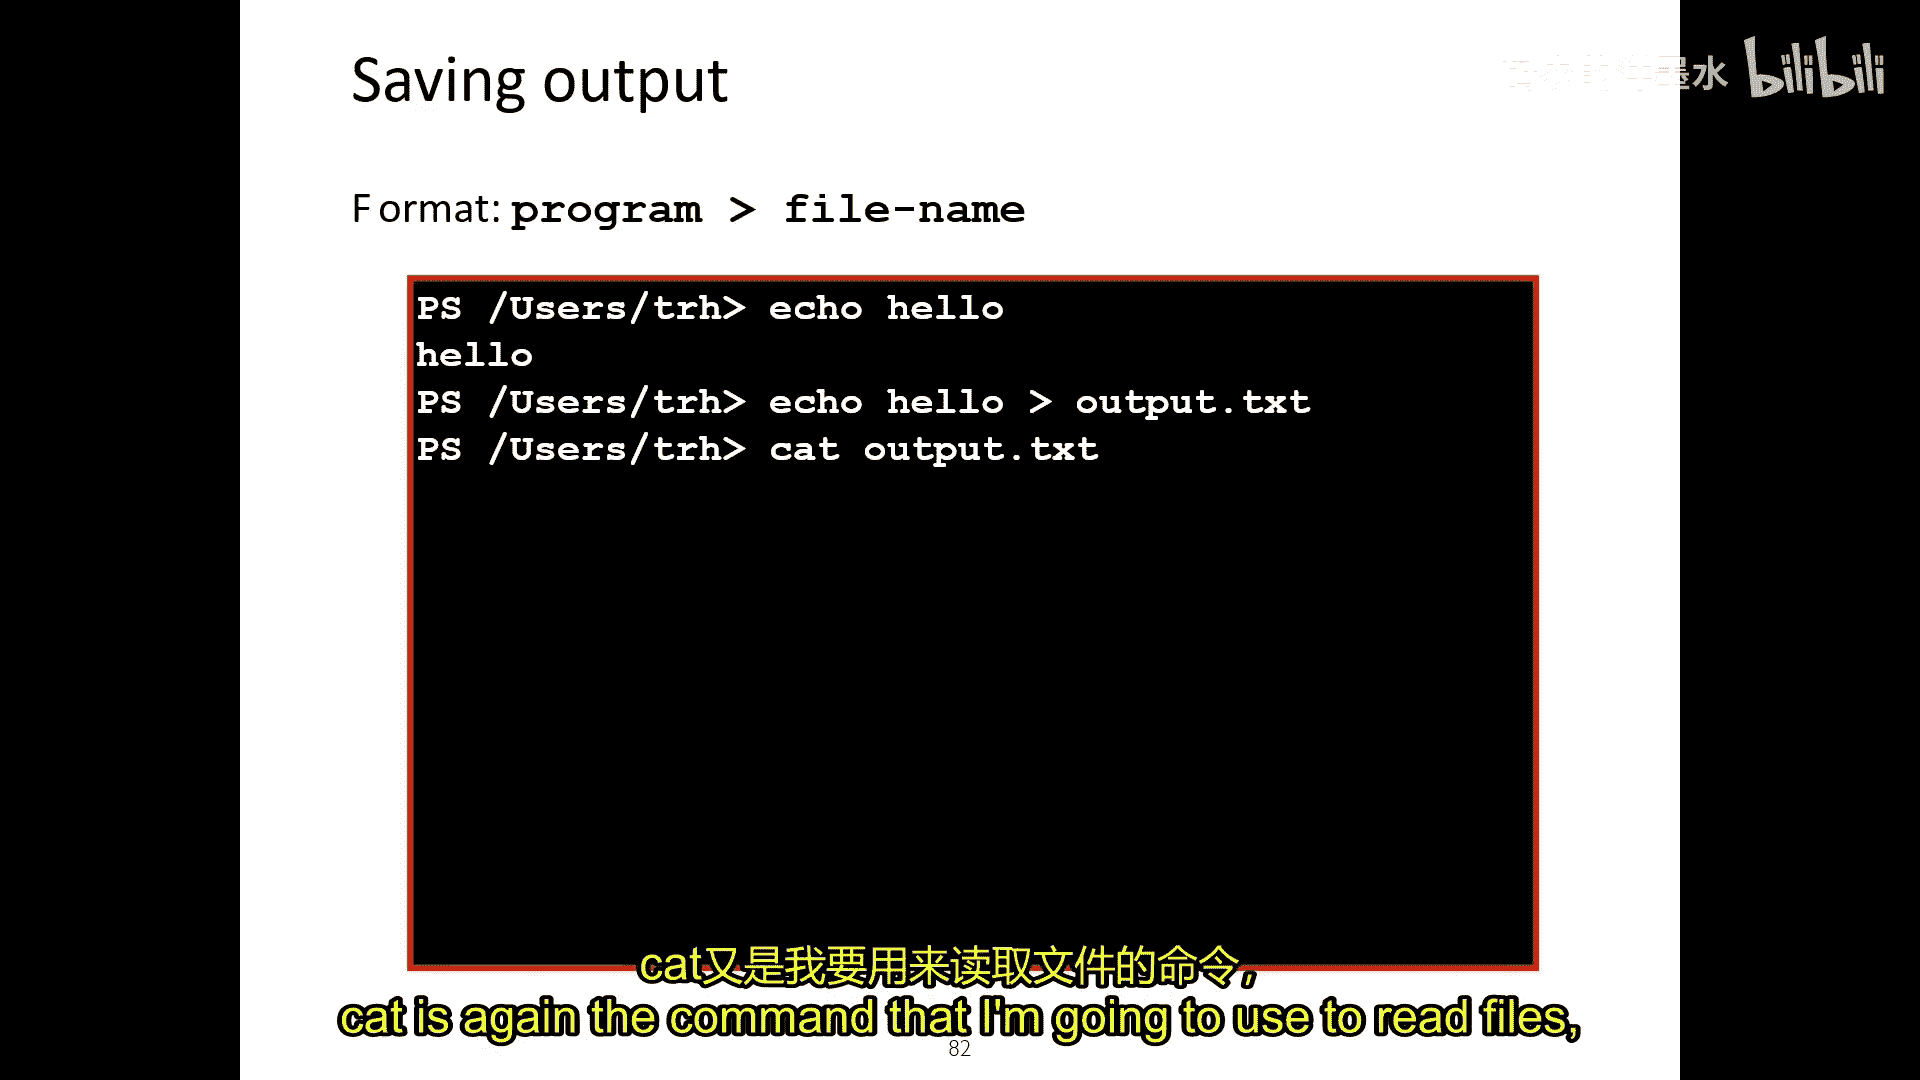 Saving output
水 bilibili
Format: program > file-name
PS /Users/trh> echo hello
hello
PS /Users/trh> echo hello > output.txt
PS /Users/trh> cat output.txt
cat又是我要用来读取文件的命令,
cat is again the command that I'm going to use to read files,
82